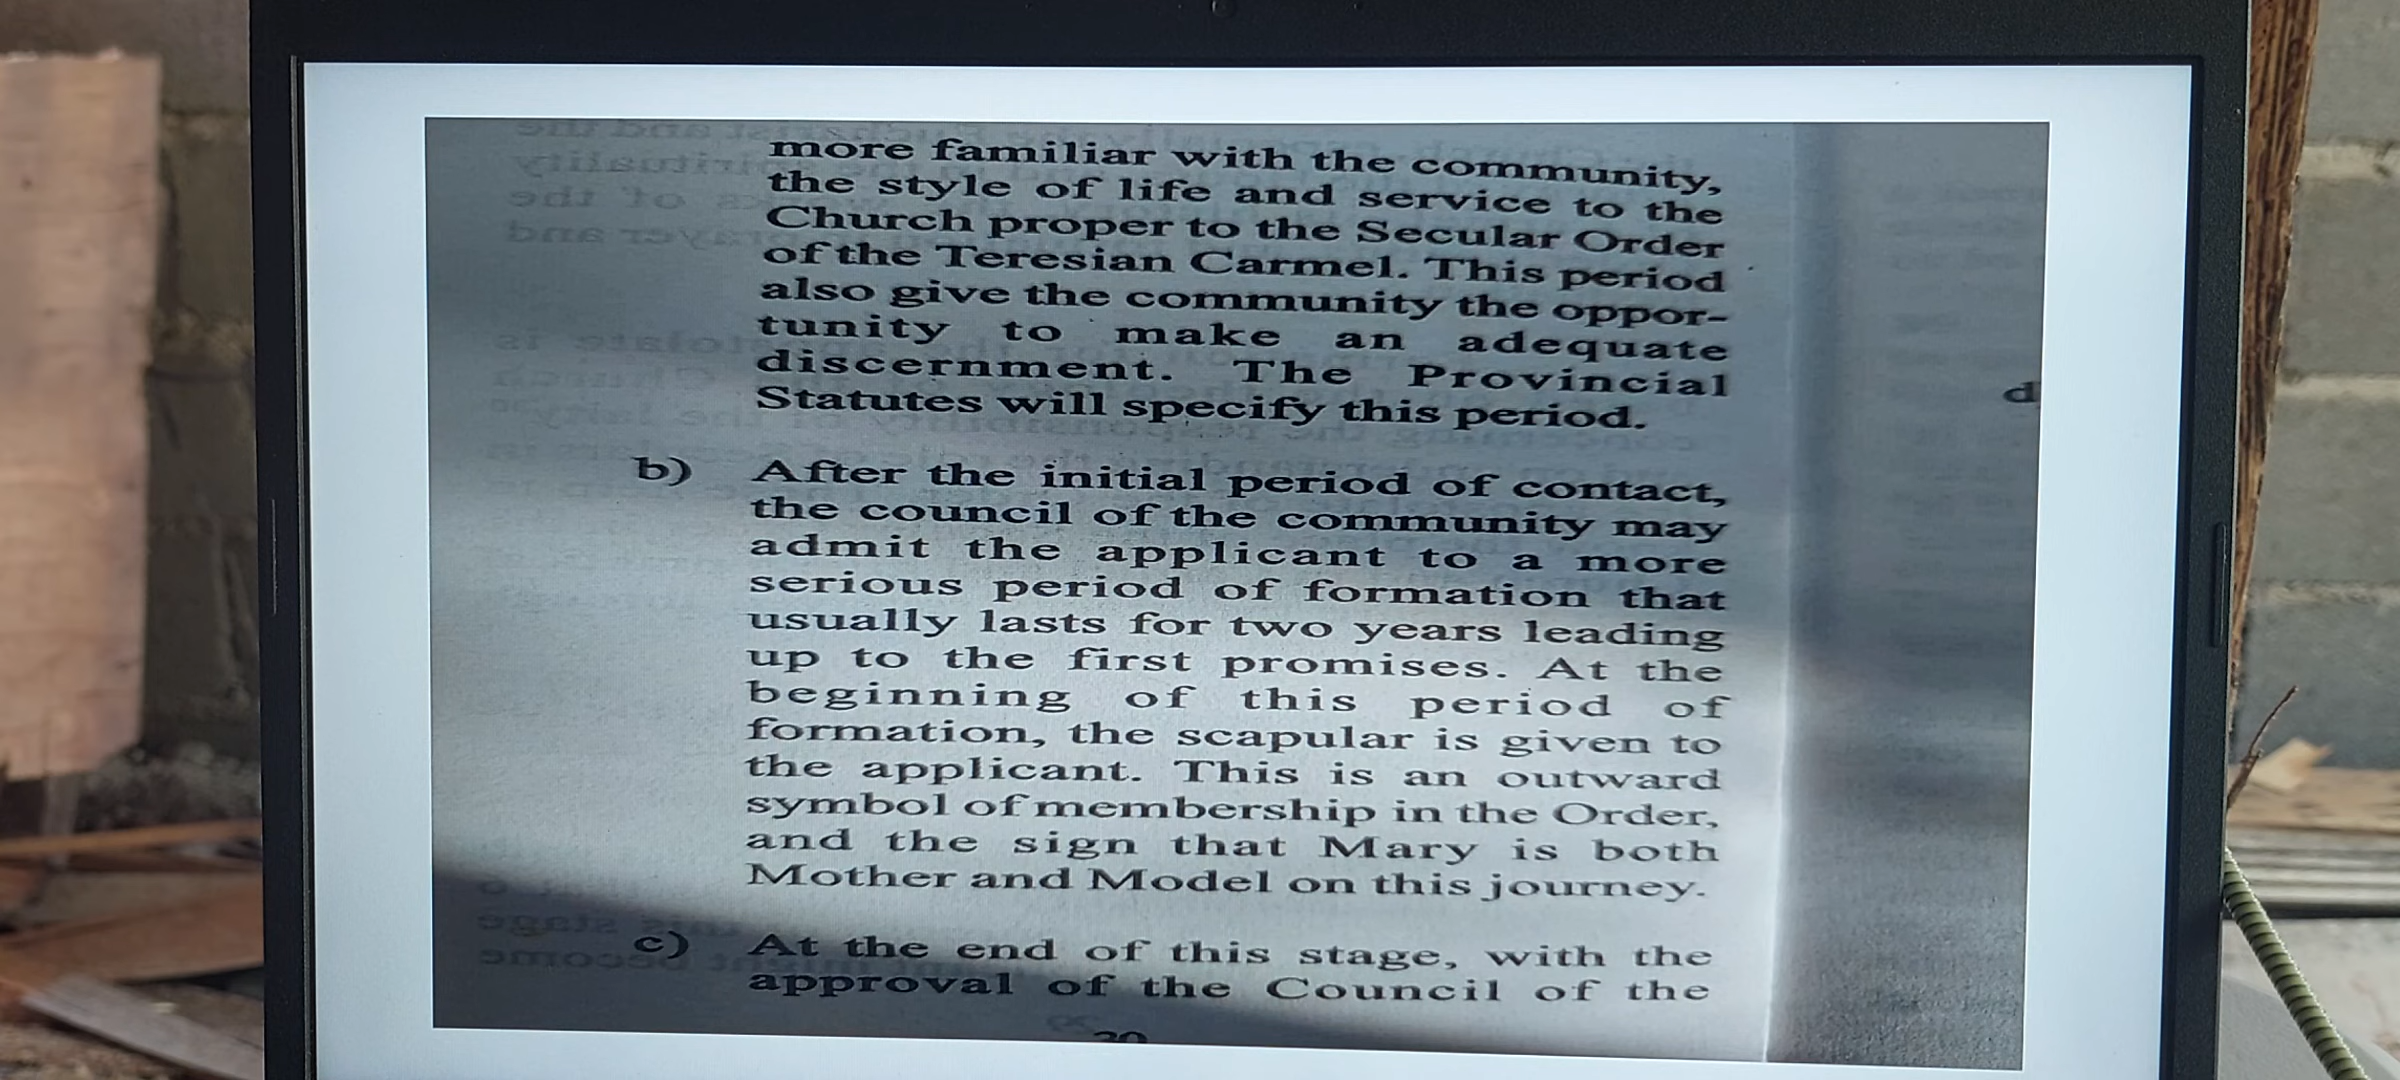 more familiar with the community,
the style of life and service to the
Church proper to the Secular Order
of the Teresian Carmel. This period
also give the community the oppor-
tunity to make an adequate
discernment. The Provincial
Statutes will specify this period.
b) After the initial period of contact,
the council of the community may
admit the applicant to a more
serious period of formation that
usually lasts for two years leading
up to the first promises. At the
beginning of this period of
formation, the scapular is given to
the applicant. This is an outward
symbol of membership in the Order,
and the sign that Mary is both
Mother and Model on this journey.
c) At the end of this stage, with the
approval of the Council of the
d